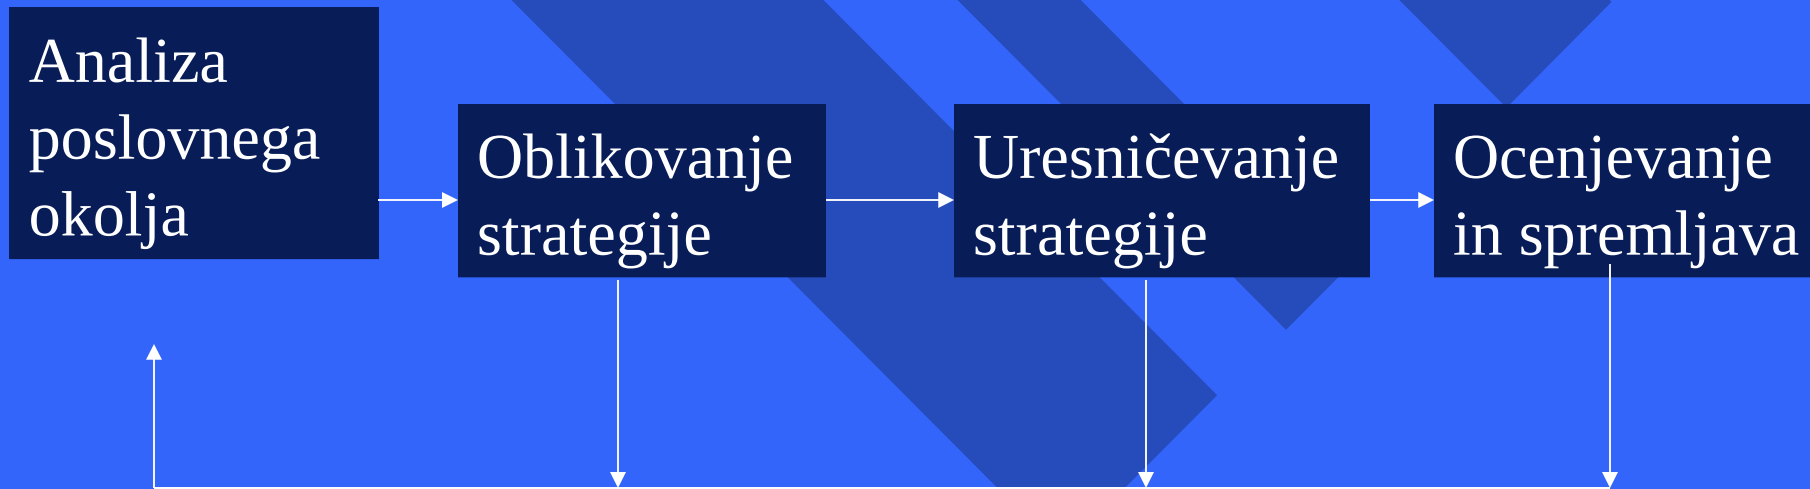 Analiza
poslovnega
okolja
Oblikovanje
strategije
Uresničevanje
strategije
Ocenjevanje
in spremljava